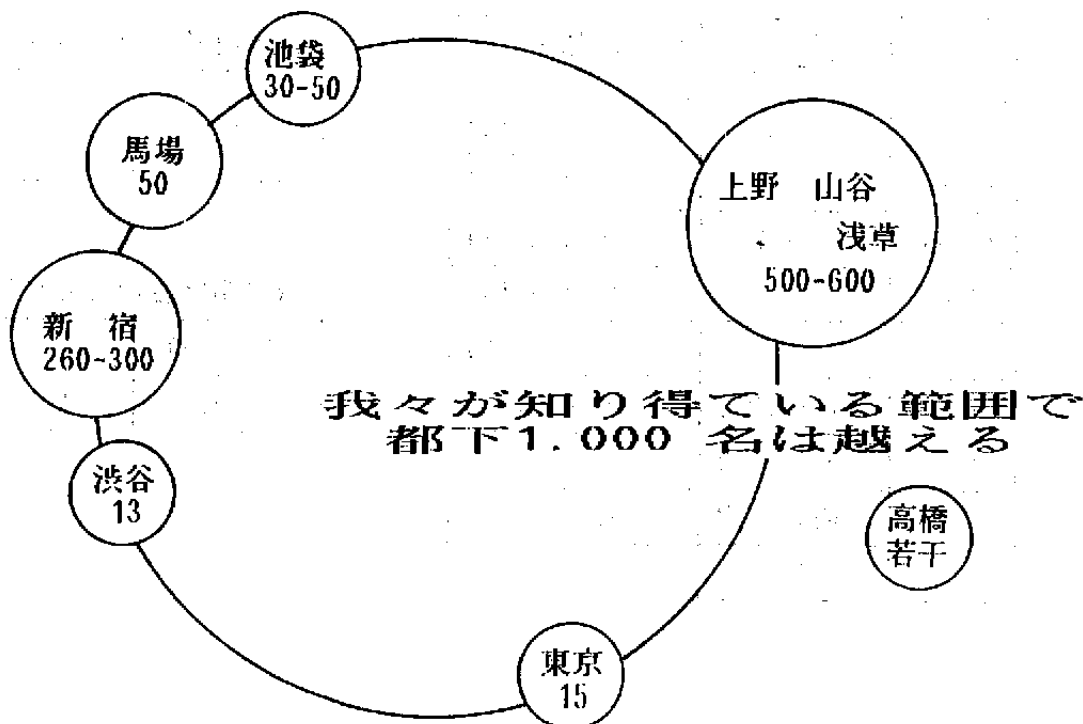 池袋
30-50
馬場
50
上野 山谷
浅草
500-600
新 宿
260~300
我々が知り得ている範囲で
都下1.000 名は越える
渋谷
13
高橋
若干
東京
15